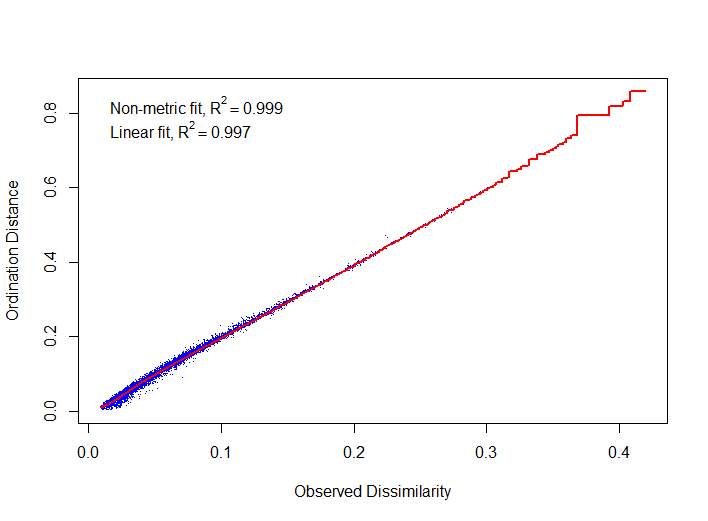 Non-metric fit, R² = 0.999
Linear fit, R² = 0.997
Ordination Distance
0.8
0.6
0.4
0.2
0.0
0.0 0.1 0.2 0.3 0.4
Observed Dissimilarity